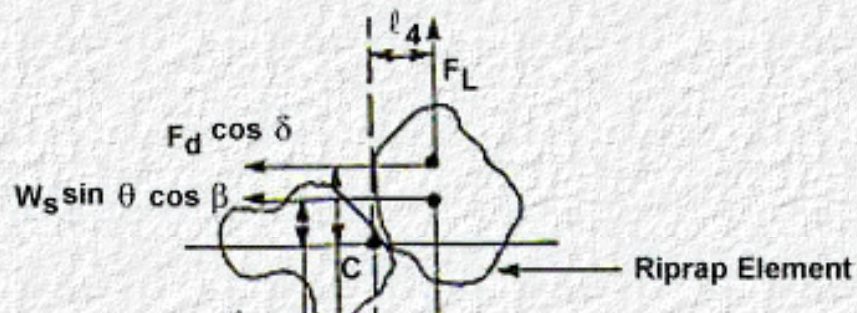 ℓ4
FL
Fd cos δ
Ws sin θ cos β
C
Riprap Element